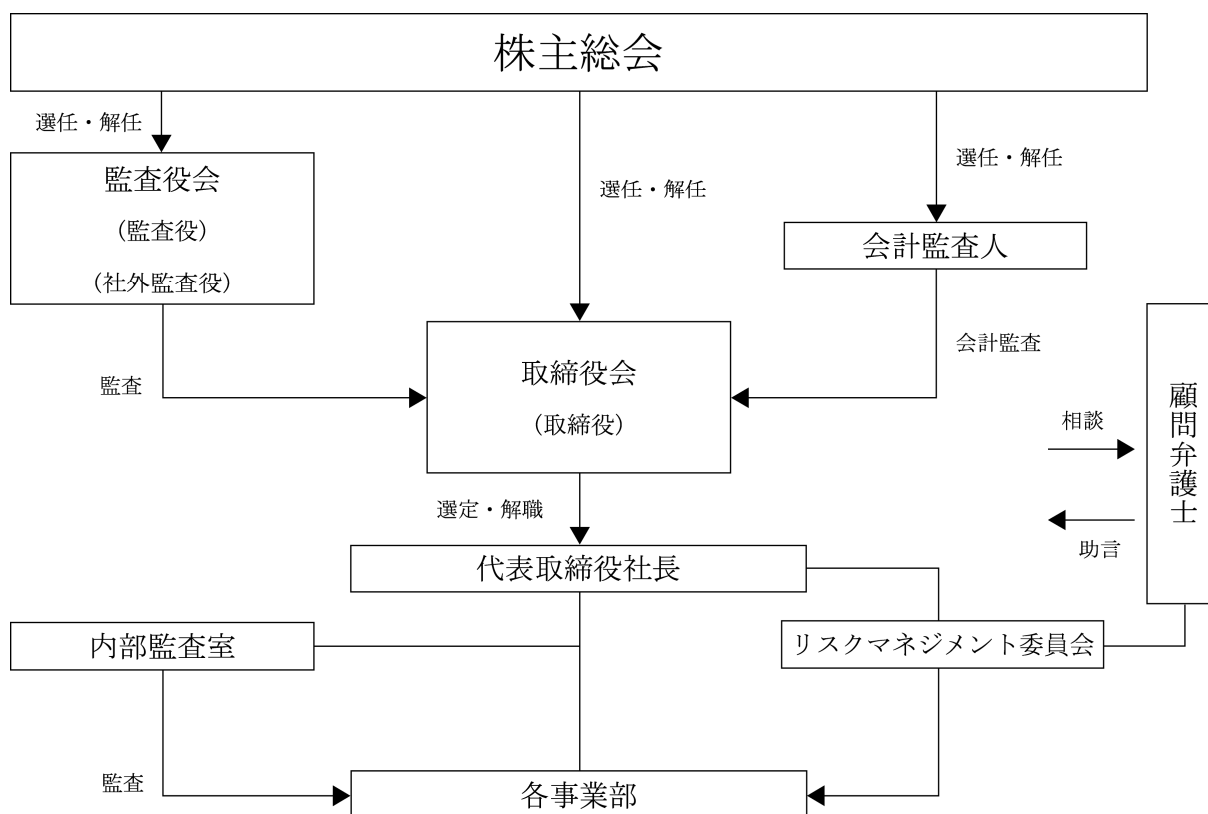 株主総会
選任・解任
選任・解任
選任・解任
監査役会
（監査役）
（社外監査役）
会計監査人
監査
取締役会
（取締役）
会計監査
相談
助言
顧問弁護士
選定・解職
代表取締役社長
内部監査室
リスクマネジメント委員会
監査
各事業部